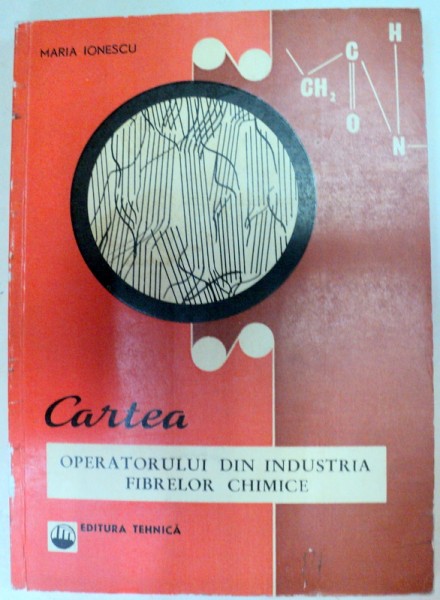 MARIA IONESCU
H
C
CH2
O
N
Cartea
OPERATORULUI DIN INDUSTRIA
FIBRELOR CHIMICE
EDITURA TEHNICĂ